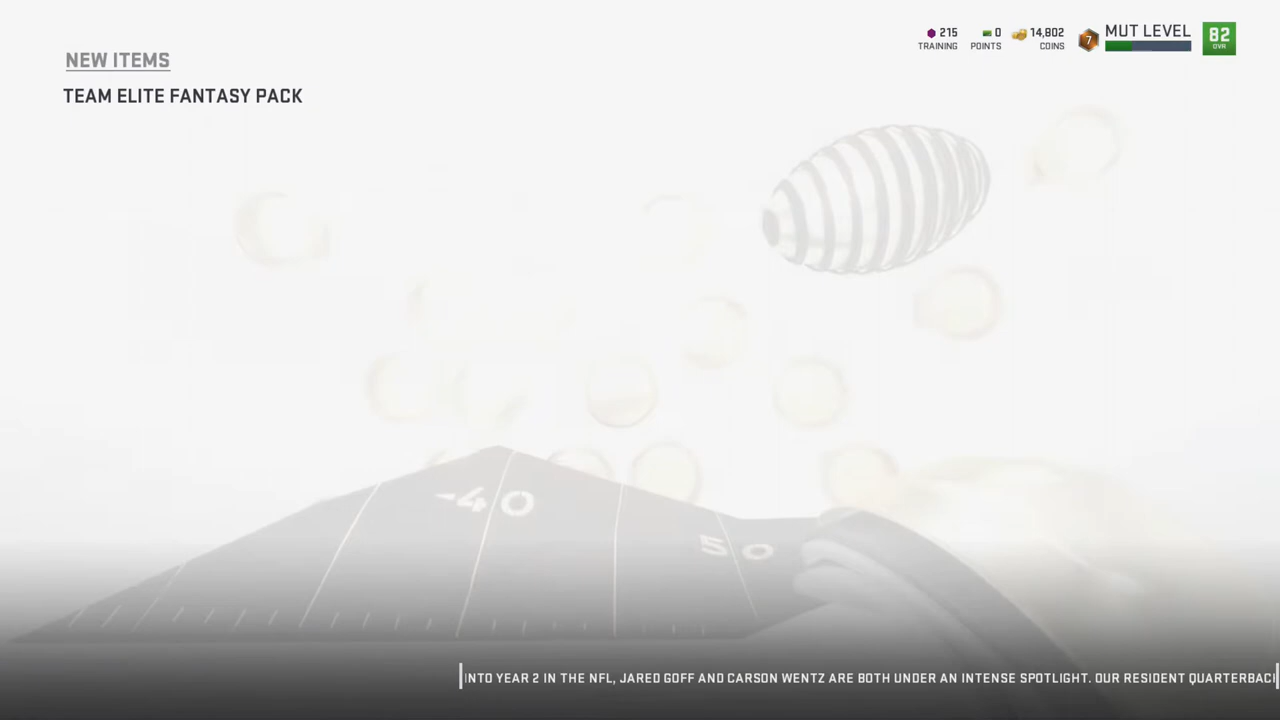 NEW ITEMS
TEAM ELITE FANTASY PACK
215
TRAINING
0
POINTS
14,802
COINS
7
MUT LEVEL
82
OVR
-40
50
INTO YEAR 2 IN THE NFL, JARED GOFF AND CARSON WENTZ ARE BOTH UNDER AN INTENSE SPOTLIGHT. OUR RESIDENT